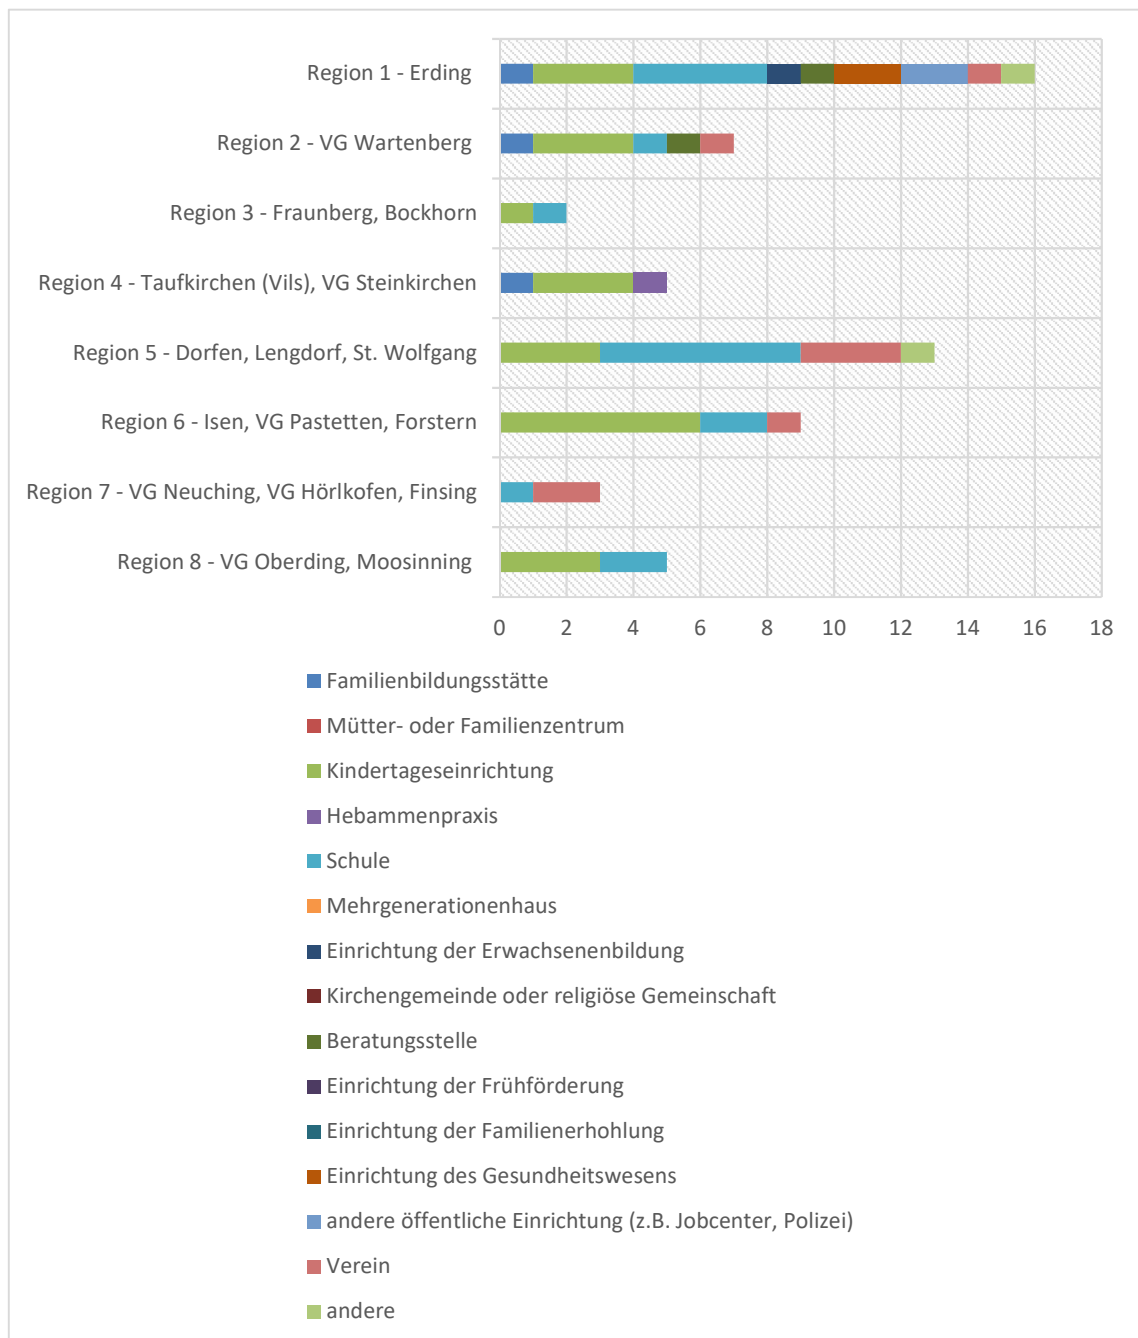 Region 1 - Erding
Region 2 - VG Wartenberg
Region 3 - Fraunberg, Bockhorn
Region 4 - Taufkirchen (Vils), VG Steinkirchen
Region 5 - Dorfen, Lengdorf, St. Wolfgang
Region 6 - Isen, VG Pastetten, Forstern
Region 7 - VG Neuching, VG Hörlkofen, Finsing
Region 8 - VG Oberding, Moosinning
0 2 4 6 8 10 12 14 16 18
Familienbildungsstätte
Mütter- oder Familienzentrum
Kindertageseinrichtung
Hebammenpraxis
Schule
Mehrgenerationenhaus
Einrichtung der Erwachsenenbildung
Kirchengemeinde oder religiöse Gemeinschaft
Beratungsstelle
Einrichtung der Frühförderung
Einrichtung der Familienerhohlung
Einrichtung des Gesundheitswesens
andere öffentliche Einrichtung (z.B. Jobcenter, Polizei)
Verein
andere